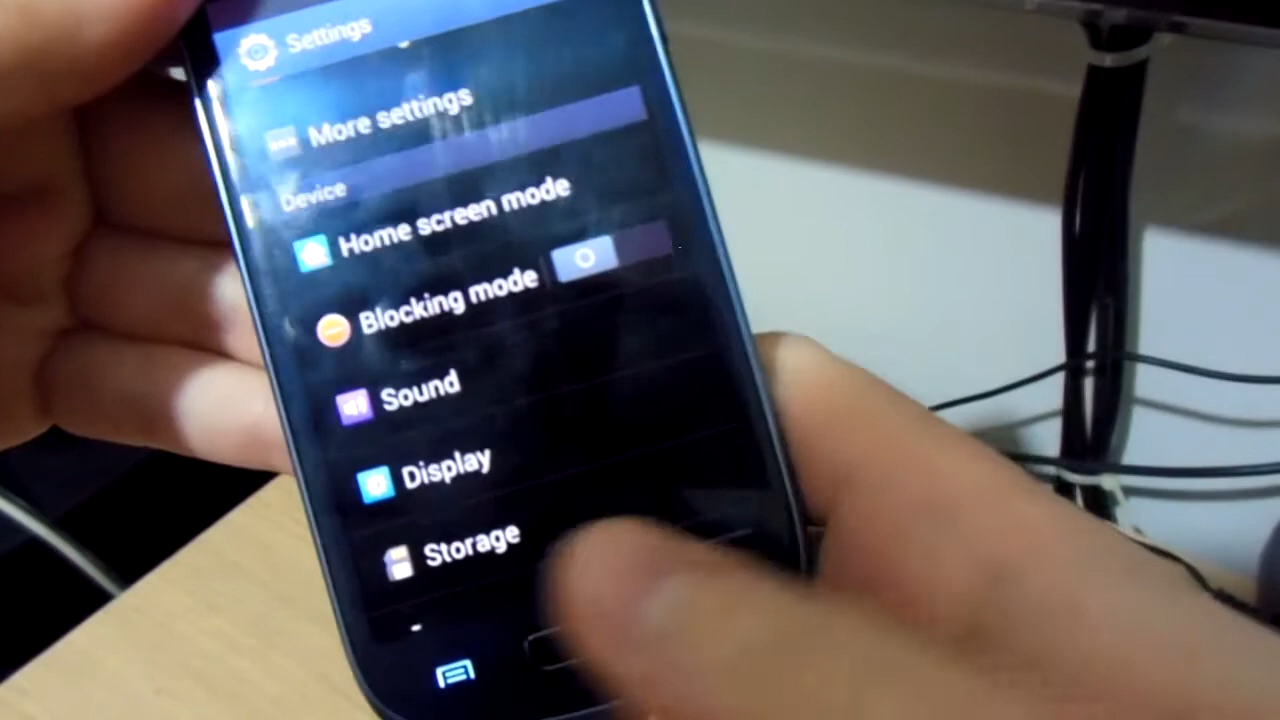 Settings
More settings
Device
Home screen mode
Blocking mode
Sound
Display
Storage